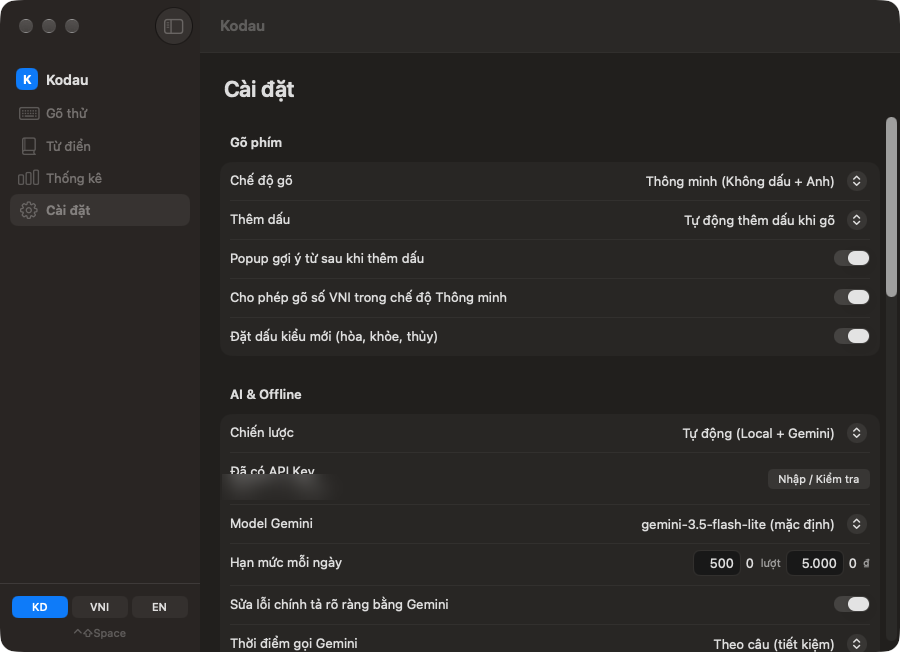 Kodau
K Kodau
Gõ thử
Từ điển
Thống kê
Cài đặt
KD VNI EN
^⇧Space
Cài đặt
Gõ phím
Chế độ gõ Thông minh (Không dấu + Anh)
Thêm dấu Tự động thêm dấu khi gõ
Popup gợi ý từ sau khi thêm dấu
Cho phép gõ số VNI trong chế độ Thông minh
Đặt dấu kiểu mới (hòa, khỏe, thủy)
AI & Offline
Chiến lược Tự động (Local + Gemini)
Đã có API Key Nhập / Kiểm tra
Model Gemini gemini-3.5-flash-lite (mặc định)
Hạn mức mỗi ngày 500 0 lượt 5.000 0 đ
Sửa lỗi chính tả rõ ràng bằng Gemini
Thời điểm gọi Gemini Theo câu (tiết kiệm)